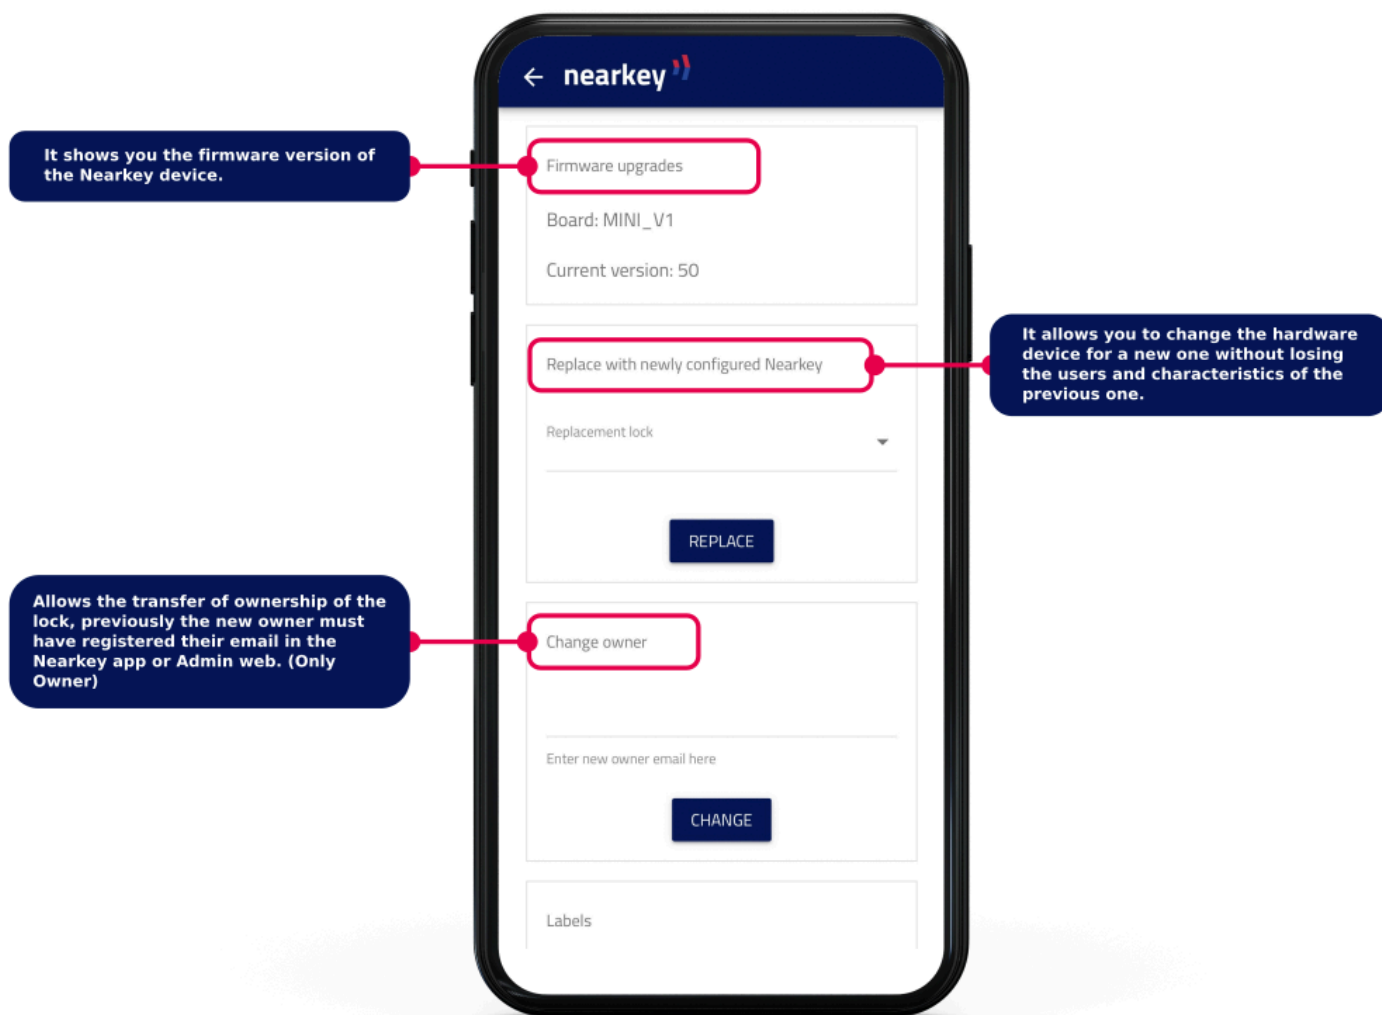 nearkey
It shows you the firmware version of
the Nearkey device.
Firmware upgrades
Board: MINI_V1
Current version: 50
Replace with newly configured Nearkey
It allows you to change the hardware
device for a new one without losing
the users and characteristics of the
previous one.
Replacement lock
REPLACE
Allows the transfer of ownership of the
lock, previously the new owner must
have registered their email in the
Nearkey app or Admin web. (Only
Owner)
Change owner
Enter new owner email here
CHANGE
Labels